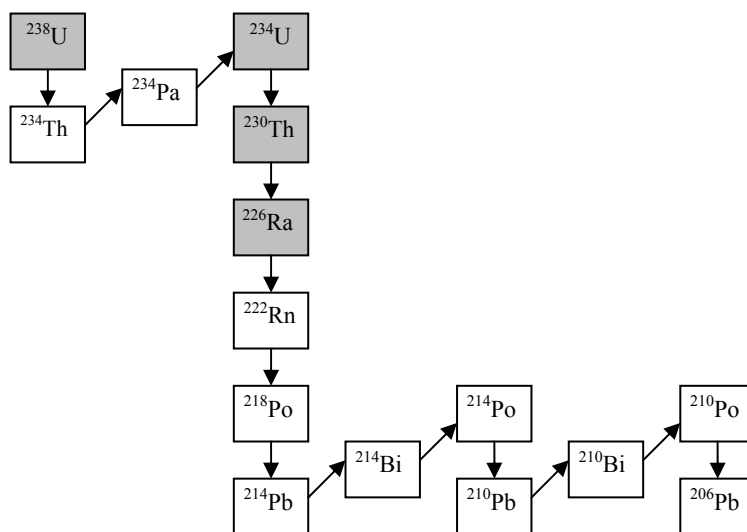 ²³⁸U
²³⁴U
²³⁴Pa
²³⁴Th
²³⁰Th
²²⁶Ra
²²²Rn
²¹⁸Po
²¹⁴Po
²¹⁰Po
²¹⁴Bi
²¹⁰Bi
²¹⁴Pb
²¹⁰Pb
²⁰⁶Pb